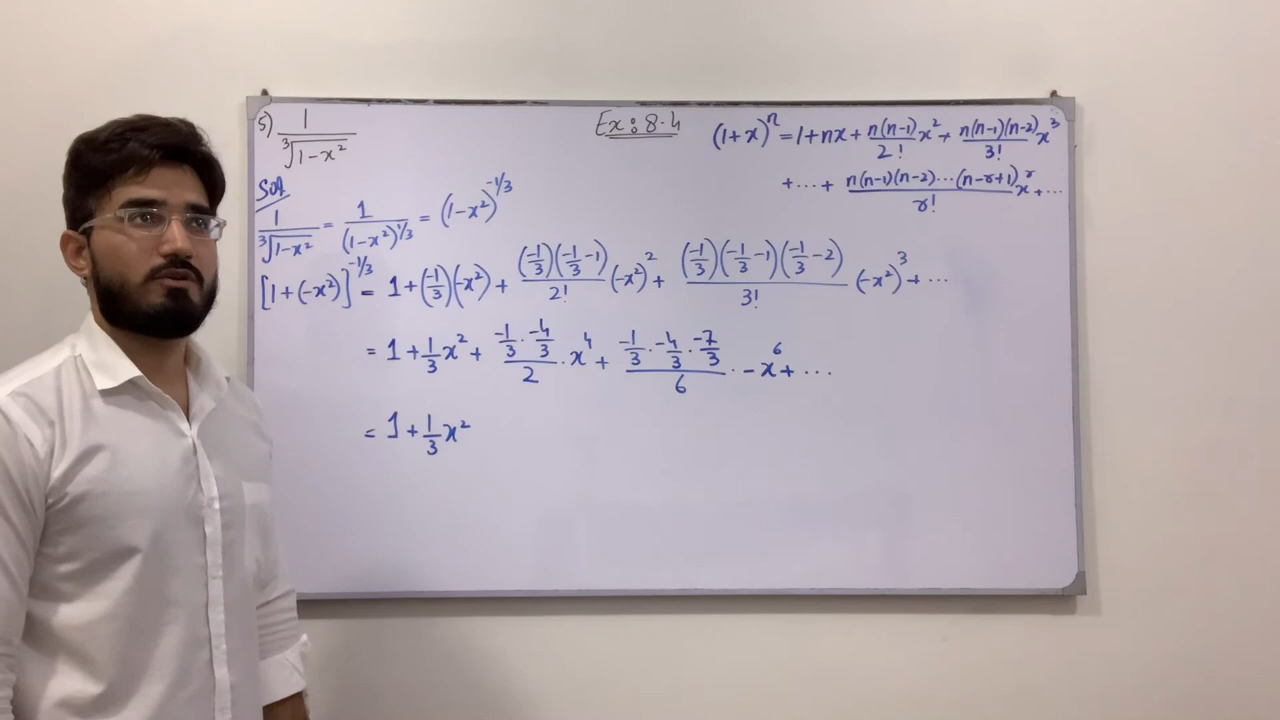 5) 1/∛(1-x²)
Ex: 8.4
(1+x)ⁿ = 1+nx+ n(n-1)/2! x² + n(n-1)(n-2)/3! x³
+ ... + n(n-1)(n-2)...(n-r+1)/r! xʳ + ...
Sol
1/∛(1-x²) = 1/(1-x²)^(1/3) = (1-x²)^(-1/3)
[1+(-x²)]^(-1/3) = 1+(-1/3)(-x²) + (-1/3)(-1/3-1)/2! (-x²)² + (-1/3)(-1/3-1)(-1/3-2)/3! (-x²)³ + ...
= 1+1/3 x² + (-1/3 · -4/3)/2 · x⁴ + (-1/3 · -4/3 · -7/3)/6 · -x⁶ + ...
= 1+1/3 x²